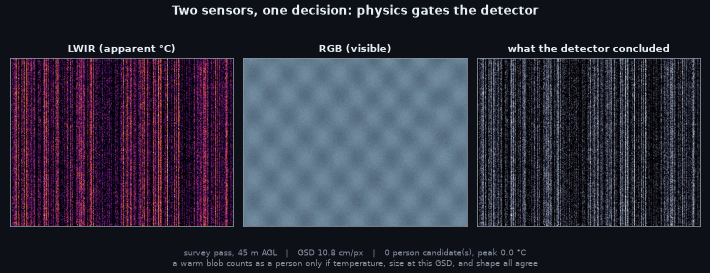 Two sensors, one decision: physics gates the detector
LWIR (apparent °C)
RGB (visible)
what the detector concluded
survey pass, 45 m AGL | GSD 10.8 cm/px | 0 person candidate(s), peak 0.0 °C
a warm blob counts as a person only if temperature, size at this GSD, and shape all agree